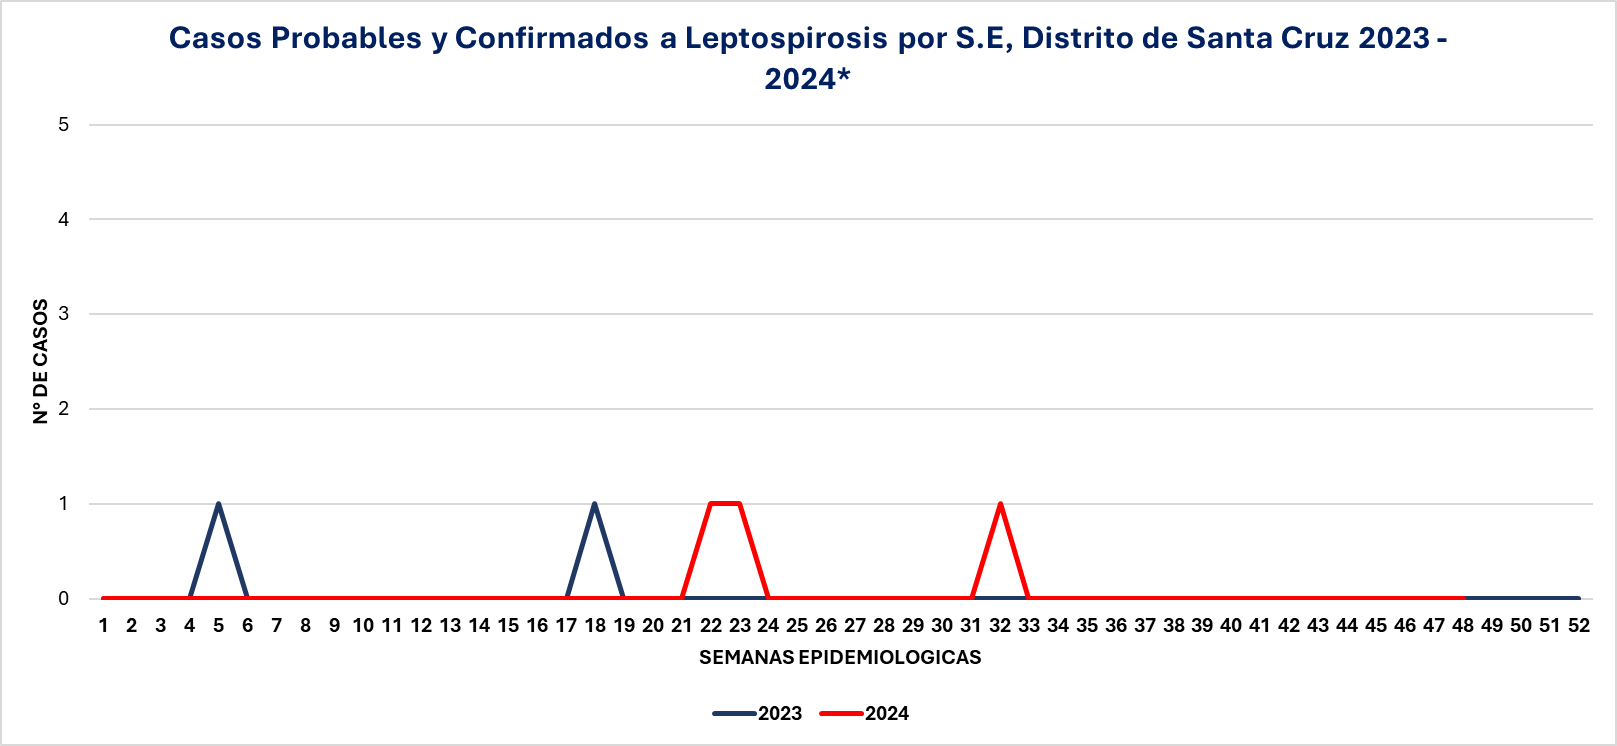 Casos Probables y Confirmados a Leptospirosis por S.E, Distrito de Santa Cruz 2023 -
2024*
5
4
3
2
1
0
N° DE CASOS
1 2 3 4 5 6 7 8 9 10 11 12 13 14 15 16 17 18 19 20 21 22 23 24 25 26 27 28 29 30 31 32 33 34 35 36 37 38 39 40 41 42 43 44 45 46 47 48 49 50 51 52
SEMANAS EPIDEMIOLOGICAS
2023 2024